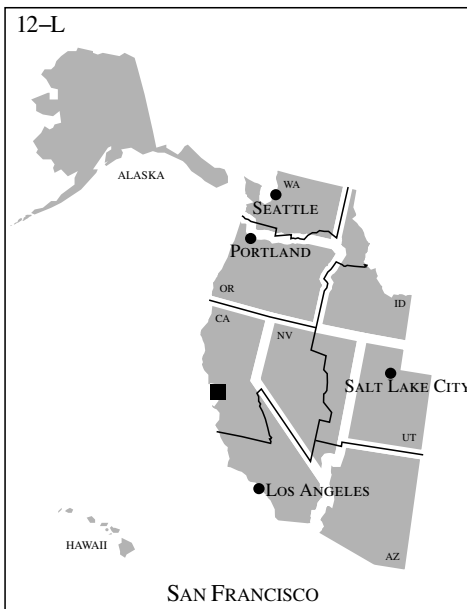 12–L
ALASKA
WA
SEATTLE
PORTLAND
OR
ID
CA
NV
SALT LAKE CITY
UT
LOS ANGELES
HAWAII
AZ
SAN FRANCISCO